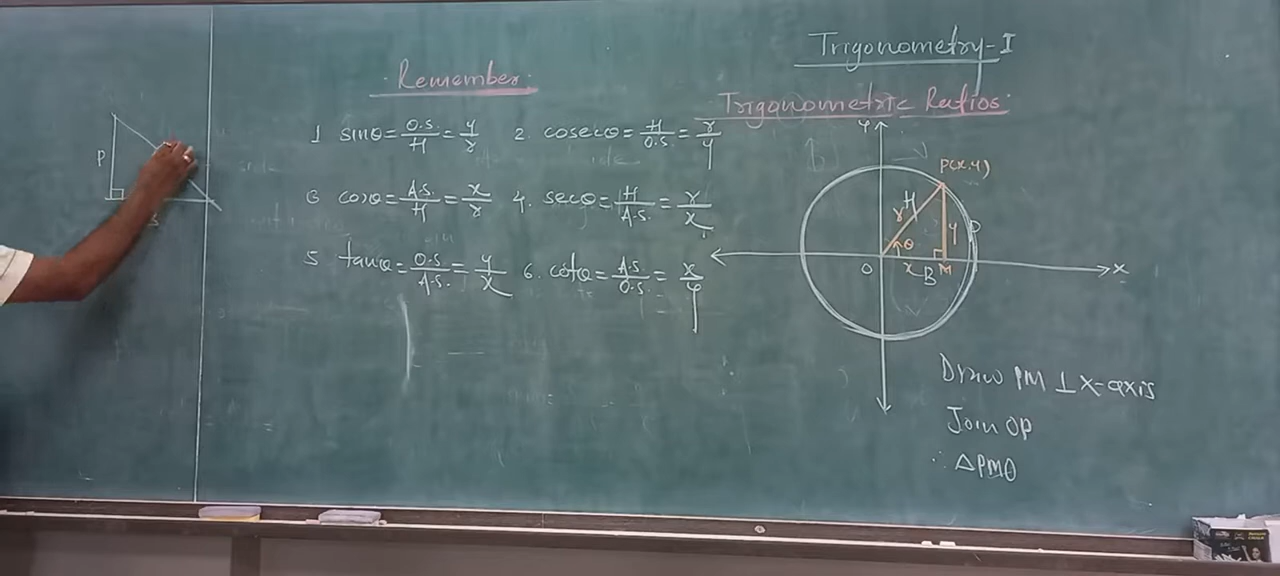 Trigonometry-I
Remember
Trigonometric Ratios
1 sinθ = O.S./H = y/r 2 cosecθ = H/O.S. = r/y
3 cosθ = A.S./H = x/r 4. secθ = H/A.S. = r/x
5 tanθ = O.S./A.S. = y/x 6. cotθ = A.S./O.S. = x/y
P
B
Y
P(x,y)
H
r
y
P
θ
O x B M X
Draw PM ⊥ X-axis
Join OP
∴ △PMO